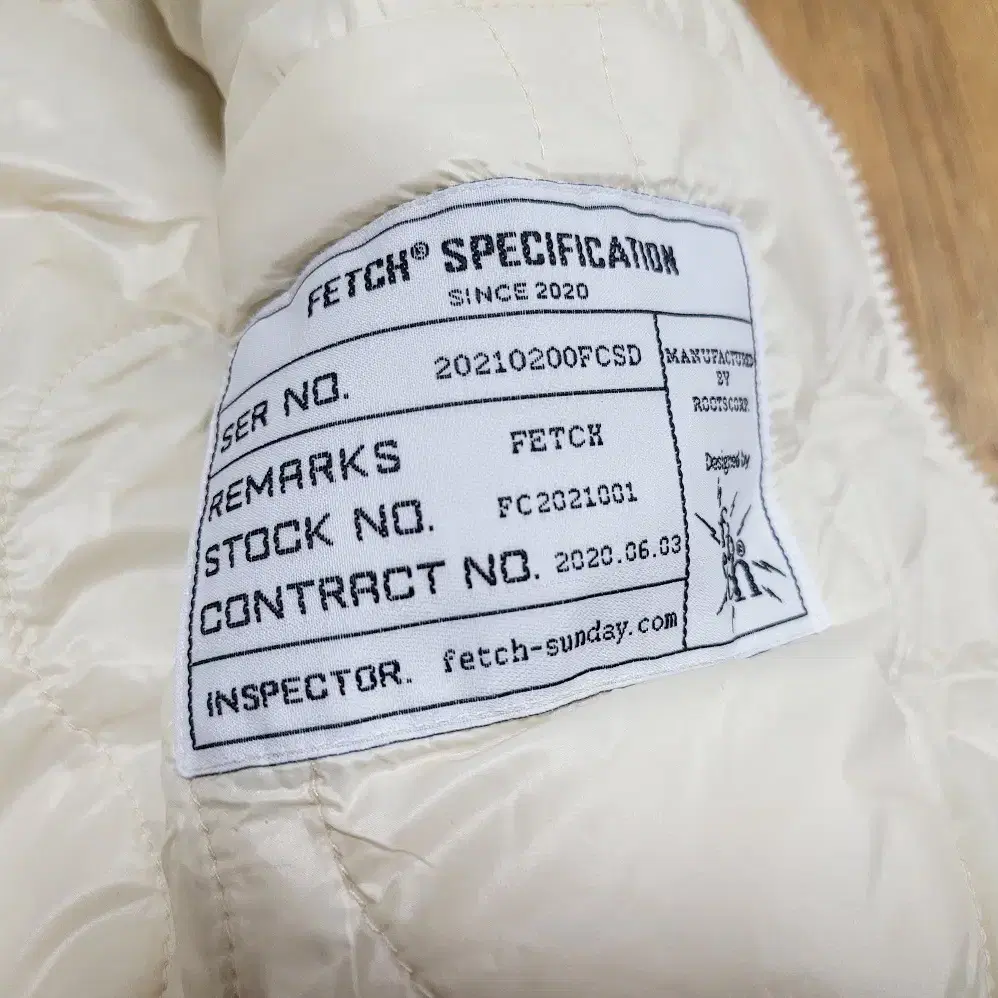 FETCH® SPECIFICATION
SINCE 2020
SER NO. 20210200FCSD
REMARKS FETCH
STOCK NO. FC2021001
CONTRACT NO. 2020.06.03
INSPECTOR. fetch-sunday.com
MANUFACTURED
BY
ROOTSCORP.
Designed by